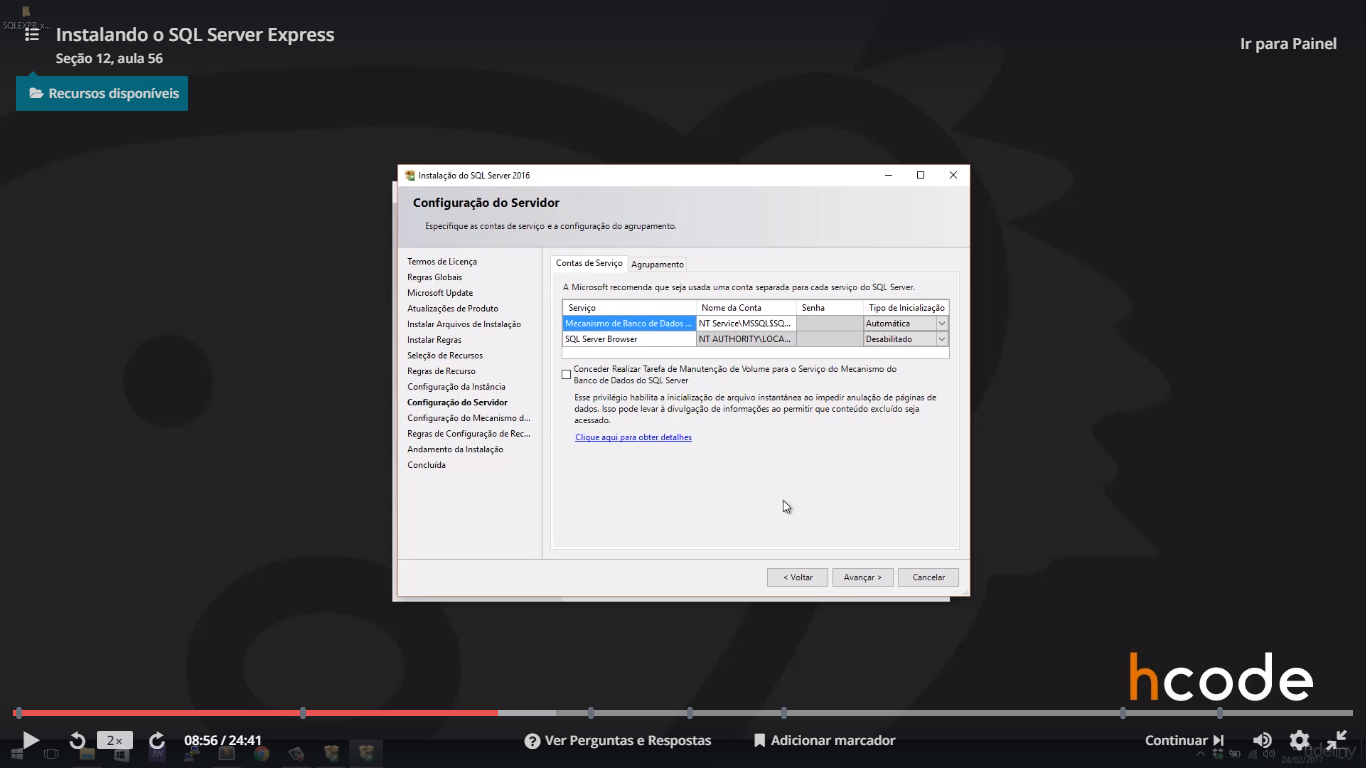 SQLEXPR_x...
Instalando o SQL Server Express
Seção 12, aula 56
Ir para Painel
Recursos disponíveis
Instalação do SQL Server 2016
Configuração do Servidor
Especifique as contas de serviço e a configuração do agrupamento.
Termos de Licença
Regras Globais
Microsoft Update
Atualizações de Produto
Instalar Arquivos de Instalação
Instalar Regras
Seleção de Recursos
Regras de Recurso
Configuração da Instância
Configuração do Servidor
Configuração do Mecanismo d...
Regras de Configuração de Rec...
Andamento da Instalação
Concluída
Contas de Serviço Agrupamento
A Microsoft recomenda que seja usada uma conta separada para cada serviço do SQL Server.
Serviço Nome da Conta Senha Tipo de Inicialização
Mecanismo de Banco de Dados ... NT Service\MSSQL$SQ... Automática
SQL Server Browser NT AUTHORITY\LOCA... Desabilitado
Conceder Realizar Tarefa de Manutenção de Volume para o Serviço do Mecanismo do
Banco de Dados do SQL Server
Esse privilégio habilita a inicialização de arquivo instantânea ao impedir anulação de páginas de
dados. Isso pode levar à divulgação de informações ao permitir que conteúdo excluído seja
acessado.
Clique aqui para obter detalhes
< Voltar Avançar > Cancelar
hcode
2×
08:56 / 24:41
Ver Perguntas e Respostas
Adicionar marcador
Continuar
udemy
24/02/2017